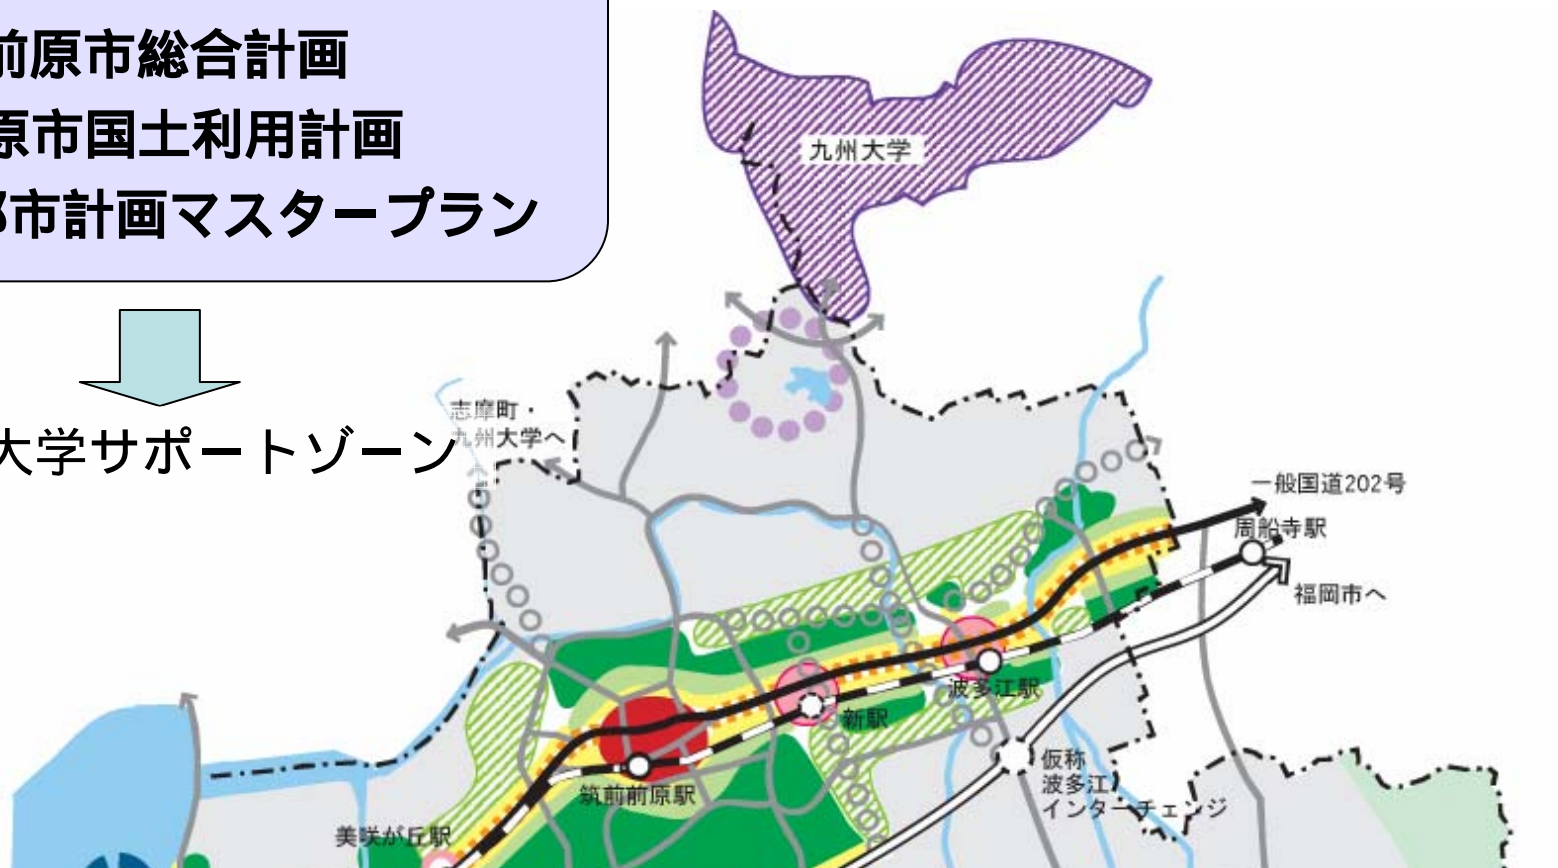 前原市総合計画
原市国土利用計画
市計画マスタープラン
大学サポートゾーン
九州大学
志摩町・
九州大学へ
一般国道202号
周船寺駅
福岡市へ
波多江駅
新駅
筑前前原駅
美咲が丘駅
仮称
波多江
インターチェンジ